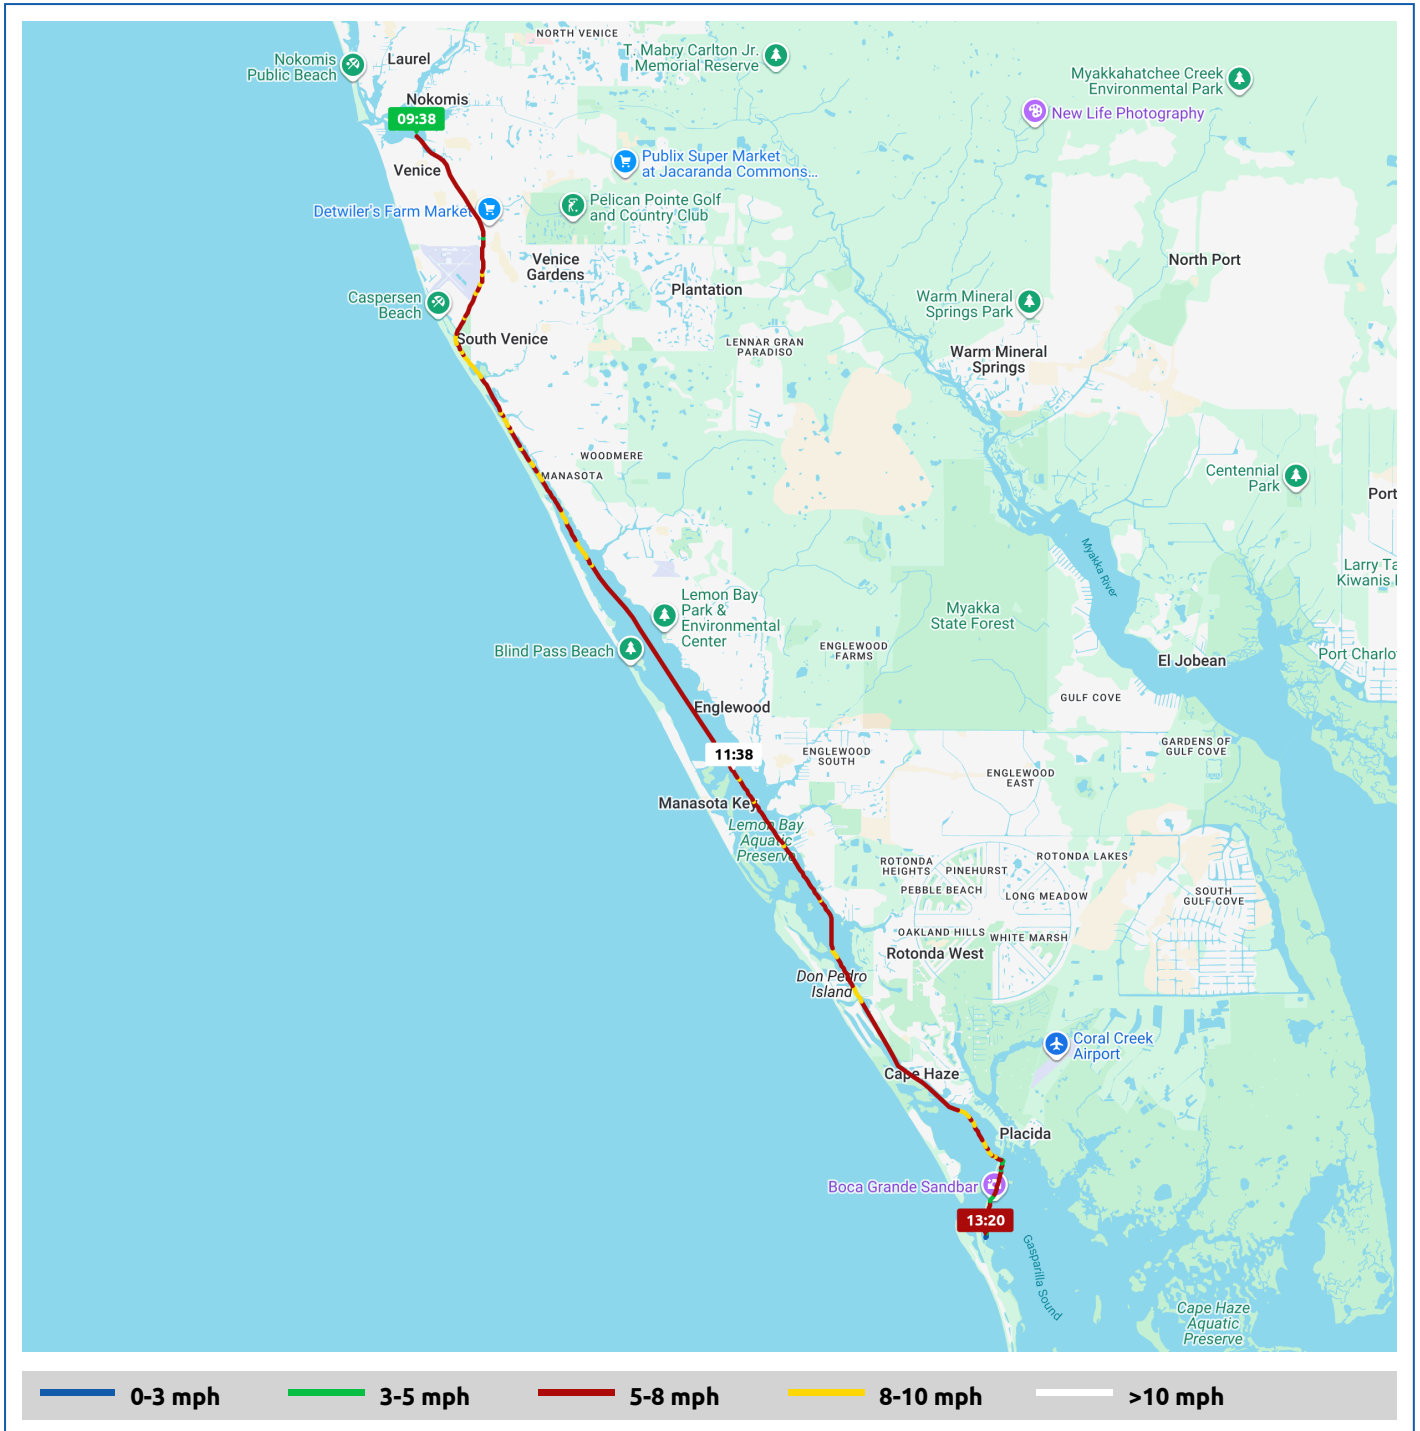 NORTH VENICE
T. Mabry Carlton Jr.
Memorial Reserve
Nokomis
Public Beach
Laurel
Myakkahatchee Creek
Environmental Park
Nokomis
New Life Photography
09:38
Publix Super Market
at Jacaranda Commons...
Venice
Pelican Pointe Golf
and Country Club
Detwiler's Farm Market
Venice
Gardens
North Port
Plantation
Caspersen
Beach
Warm Mineral
Springs Park
South Venice
LENNAR GRAN
PARADISO
Warm Mineral
Springs
WOODMERE
MANASOTA
Centennial
Park
Port
Myakka River
Larry Ta
Kiwanis
Lemon Bay
Park &
Environmental
Center
Myakka
State Forest
Blind Pass Beach
ENGLEWOOD
FARMS
El Jobean
Port Charlo
GULF COVE
Englewood
11:38
ENGLEWOOD
SOUTH
GARDENS OF
GULF COVE
ENGLEWOOD
EAST
Manasota Key
Lemon Bay
Aquatic
Preserve
ROTONDA
HEIGHTS
PINEHURST
ROTONDA LAKES
PEBBLE BEACH
LONG MEADOW
SOUTH
GULF COVE
OAKLAND HILLS
WHITE MARSH
Rotonda West
Don Pedro
Island
Coral Creek
Airport
Cape Haze
Placida
Boca Grande Sandbar
13:20
Gasparilla Sound
Cape Haze
Aquatic
Preserve
0-3 mph
3-5 mph
5-8 mph
8-10 mph
>10 mph